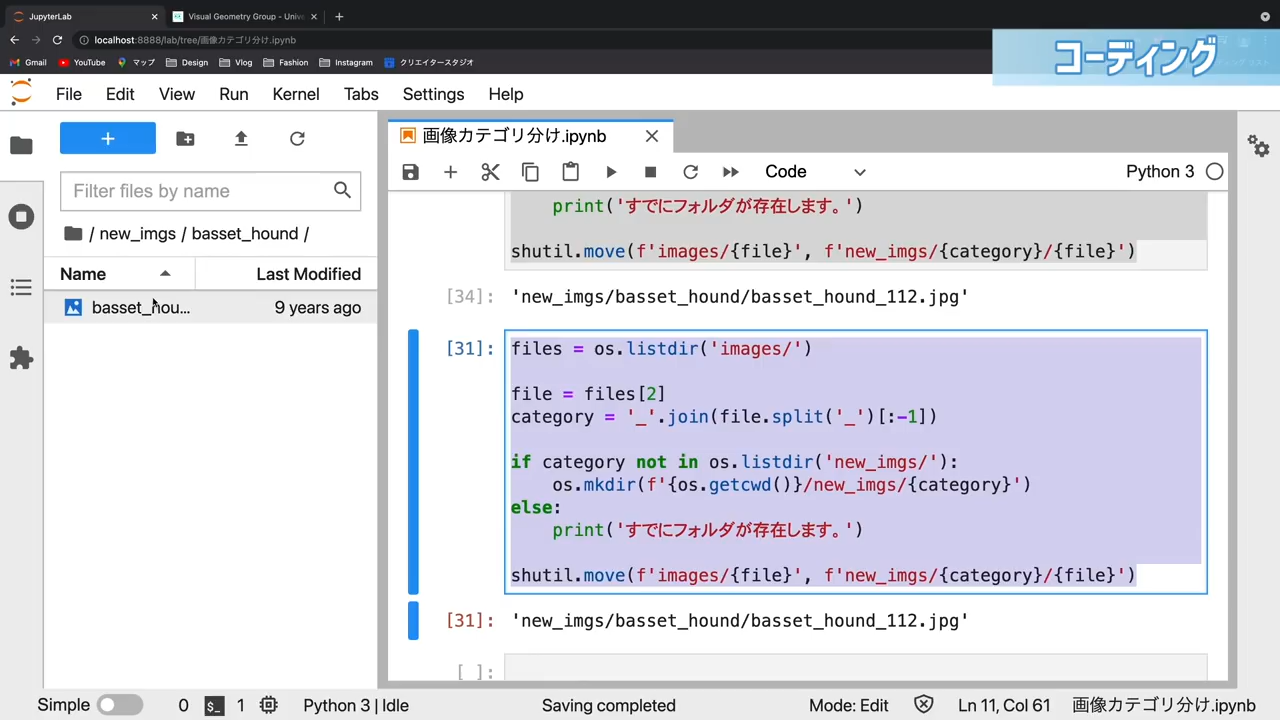 JupyterLab
Visual Geometry Group - Unive
localhost:8888/lab/tree/画像カテゴリ分け.ipynb
Gmail YouTube マップ Design Vlog Fashion Instagram クリエイタースタジオ
コーディング
File Edit View Run Kernel Tabs Settings Help
画像カテゴリ分け.ipynb
Code
Python 3
Filter files by name
/ new_imgs / basset_hound /
Name Last Modified
basset_hou... 9 years ago
print('すでにフォルダが存在します。')
shutil.move(f'images/{file}', f'new_imgs/{category}/{file}')
[34]: 'new_imgs/basset_hound/basset_hound_112.jpg'
[31]: files = os.listdir('images/')
file = files[2]
category = '_'.join(file.split('_')[:-1])
if category not in os.listdir('new_imgs/'):
os.mkdir(f'{os.getcwd()}/new_imgs/{category}')
else:
print('すでにフォルダが存在します。')
shutil.move(f'images/{file}', f'new_imgs/{category}/{file}')
[31]: 'new_imgs/basset_hound/basset_hound_112.jpg'
[ ]:
Simple 0 $_ 1 Python 3 | Idle Saving completed Mode: Edit Ln 11, Col 61 画像カテゴリ分け.ipynb